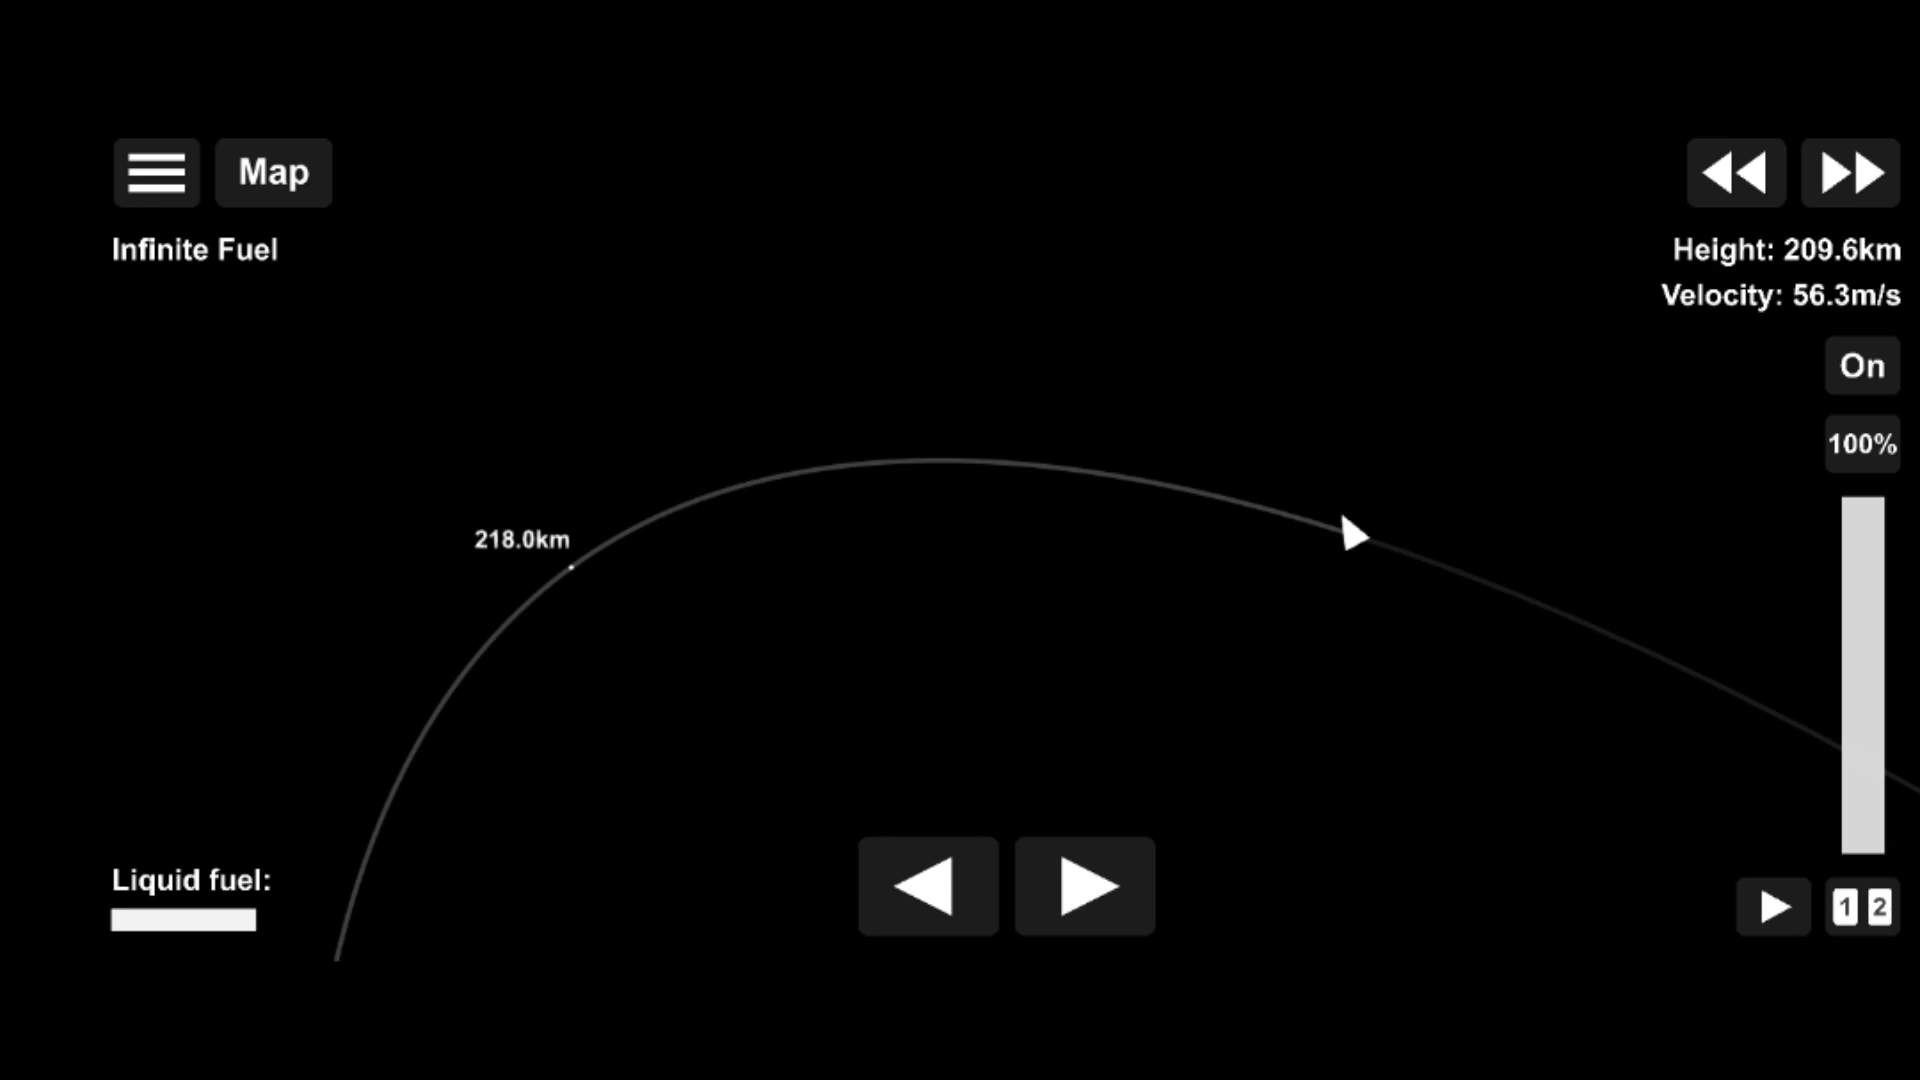 Map
Infinite Fuel
Height: 209.6km
Velocity: 56.3m/s
On
100%
218.0km
Liquid fuel:
1 2